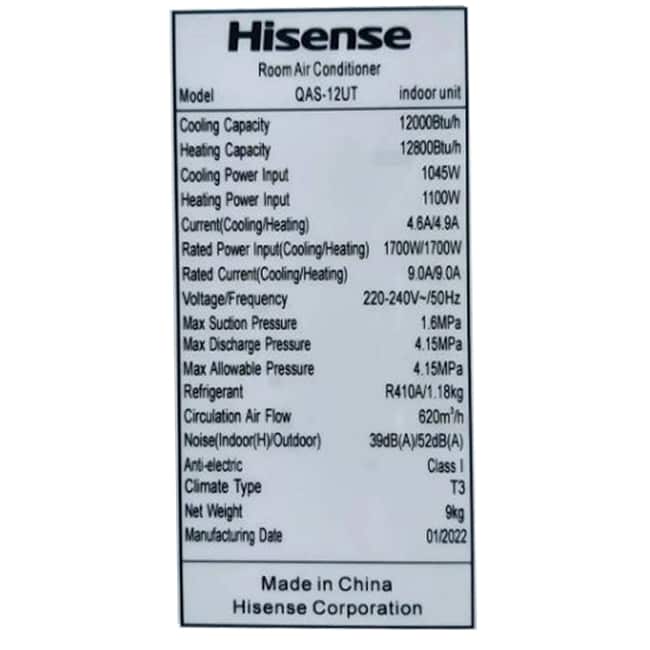 Hisense
Room Air Conditioner
Model QAS-12UT indoor unit
Cooling Capacity 12000Btu/h
Heating Capacity 12800Btu/h
Cooling Power Input 1045W
Heating Power Input 1100W
Current(Cooling/Heating) 4.6A/4.9A
Rated Power Input(Cooling/Heating) 1700W/1700W
Rated Current(Cooling/Heating) 9.0A/9.0A
Voltage/Frequency 220-240V~/50Hz
Max Suction Pressure 1.6MPa
Max Discharge Pressure 4.15MPa
Max Allowable Pressure 4.15MPa
Refrigerant R410A/1.18kg
Circulation Air Flow 620m³/h
Noise(Indoor(H)/Outdoor) 39dB(A)/52dB(A)
Anti-electric Class I
Climate Type T3
Net Weight 9kg
Manufacturing Date 01/2022
Made in China
Hisense Corporation